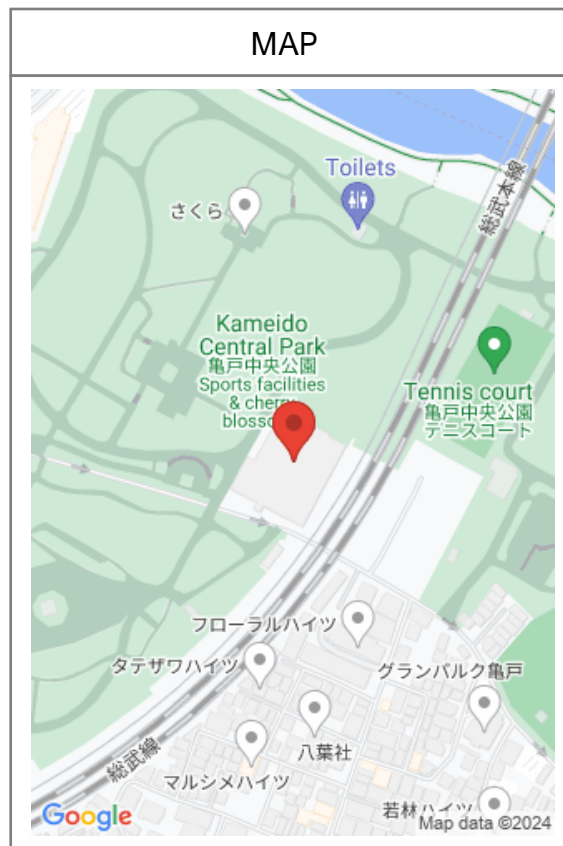 MAP
Toilets
さくら
総武本線
Kameido
Central Park
亀戸中央公園
Sports facilities
& cherry
Tennis court
亀戸中央公園
テニスコート
フローラルハイツ
タテザワハイツ
グランパルク亀戸
八葉社
総武線
マルシメハイツ
若林ハイツ
Google
Map data ©2024